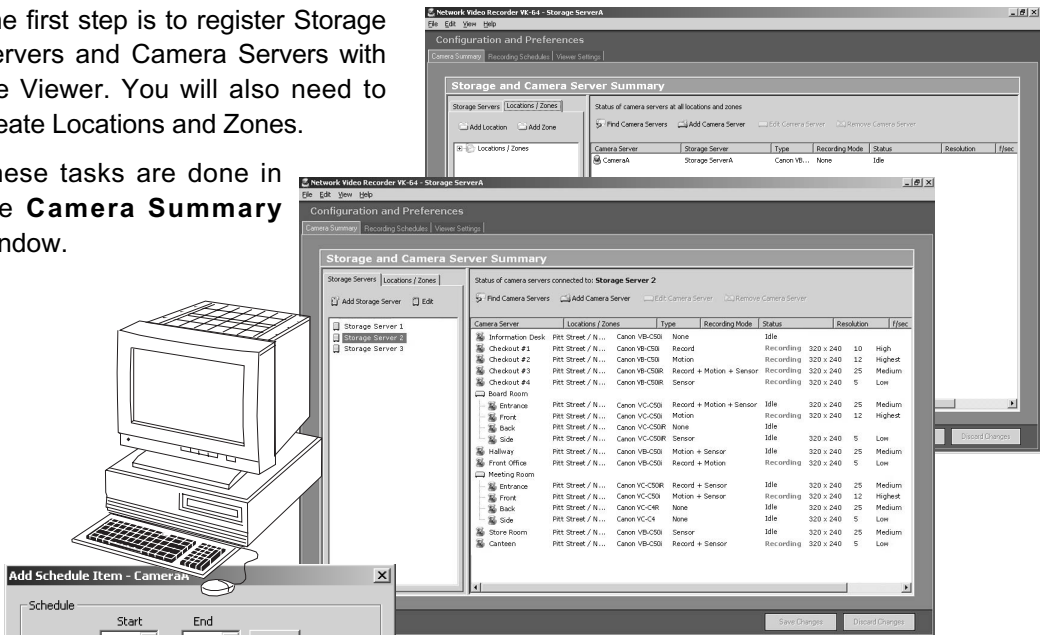 ne first step is to register Storage
ervers and Camera Servers with
e Viewer. You will also need to
eate Locations and Zones.
nese tasks are done in
e Camera Summary
ndow.
Network Video Recorder VK-64 - Storage ServerA
File Edit View Help
Configuration and Preferences
Camera Summary Recording Schedules Viewer Settings
Storage and Camera Server Summary
Storage Servers Locations / Zones
Status of camera servers at all locations and zones
Add Location Add Zone
Find Camera Servers Add Camera Server Edit Camera Server Remove Camera Server
Locations / Zones
Camera Server Storage Server Type Recording Mode Status Resolution f/sec
CameraA Storage ServerA Canon VB... None Idle
Discard Changes
Network Video Recorder VK-64 - Storage ServerA
File Edit View Help
Configuration and Preferences
Camera Summary Recording Schedules Viewer Settings
Storage and Camera Server Summary
Storage Servers Locations / Zones
Status of camera servers connected to: Storage Server 2
Add Storage Server Edit
Find Camera Servers Add Camera Server Edit Camera Server Remove Camera Server
Storage Server 1
Storage Server 2
Storage Server 3
Camera Server Locations / Zones Type Recording Mode Status Resolution f/sec
Information Desk Pitt Street / N... Canon VB-C50i None Idle
Checkout #1 Pitt Street / N... Canon VB-C50i Record Recording 320 x 240 10 High
Checkout #2 Pitt Street / N... Canon VB-C50i Motion Recording 320 x 240 12 Highest
Checkout #3 Pitt Street / N... Canon VB-C50iR Record + Motion + Sensor Recording 320 x 240 25 Medium
Checkout #4 Pitt Street / N... Canon VB-C50iR Sensor Recording 320 x 240 5 Low
Board Room
Entrance Pitt Street / N... Canon VC-C50i Record + Motion + Sensor Idle 320 x 240 25 Medium
Front Pitt Street / N... Canon VC-C50i Motion Recording 320 x 240 12 Highest
Back Pitt Street / N... Canon VC-C50iR None Idle
Side Pitt Street / N... Canon VC-C50iR Sensor Idle 320 x 240 5 Low
Hallway Pitt Street / N... Canon VB-C50i Motion + Sensor Idle 320 x 240 25 Medium
Front Office Pitt Street / N... Canon VB-C50i Record + Motion Recording 320 x 240 5 Low
Meeting Room
Entrance Pitt Street / N... Canon VC-C50iR Record + Sensor Idle 320 x 240 25 Medium
Front Pitt Street / N... Canon VC-C50i Motion + Sensor Recording 320 x 240 12 Highest
Back Pitt Street / N... Canon VC-C4R None Idle 320 x 240 25 Medium
Side Pitt Street / N... Canon VC-C4 None Idle 320 x 240 5 Low
Store Room Pitt Street / N... Canon VB-C50i Sensor Idle 320 x 240 25 Medium
Canteen Pitt Street / N... Canon VB-C50i Record + Sensor Recording 320 x 240 5 Low
Save Changes Discard Changes
Add Schedule Item - CameraA
Schedule
Start End